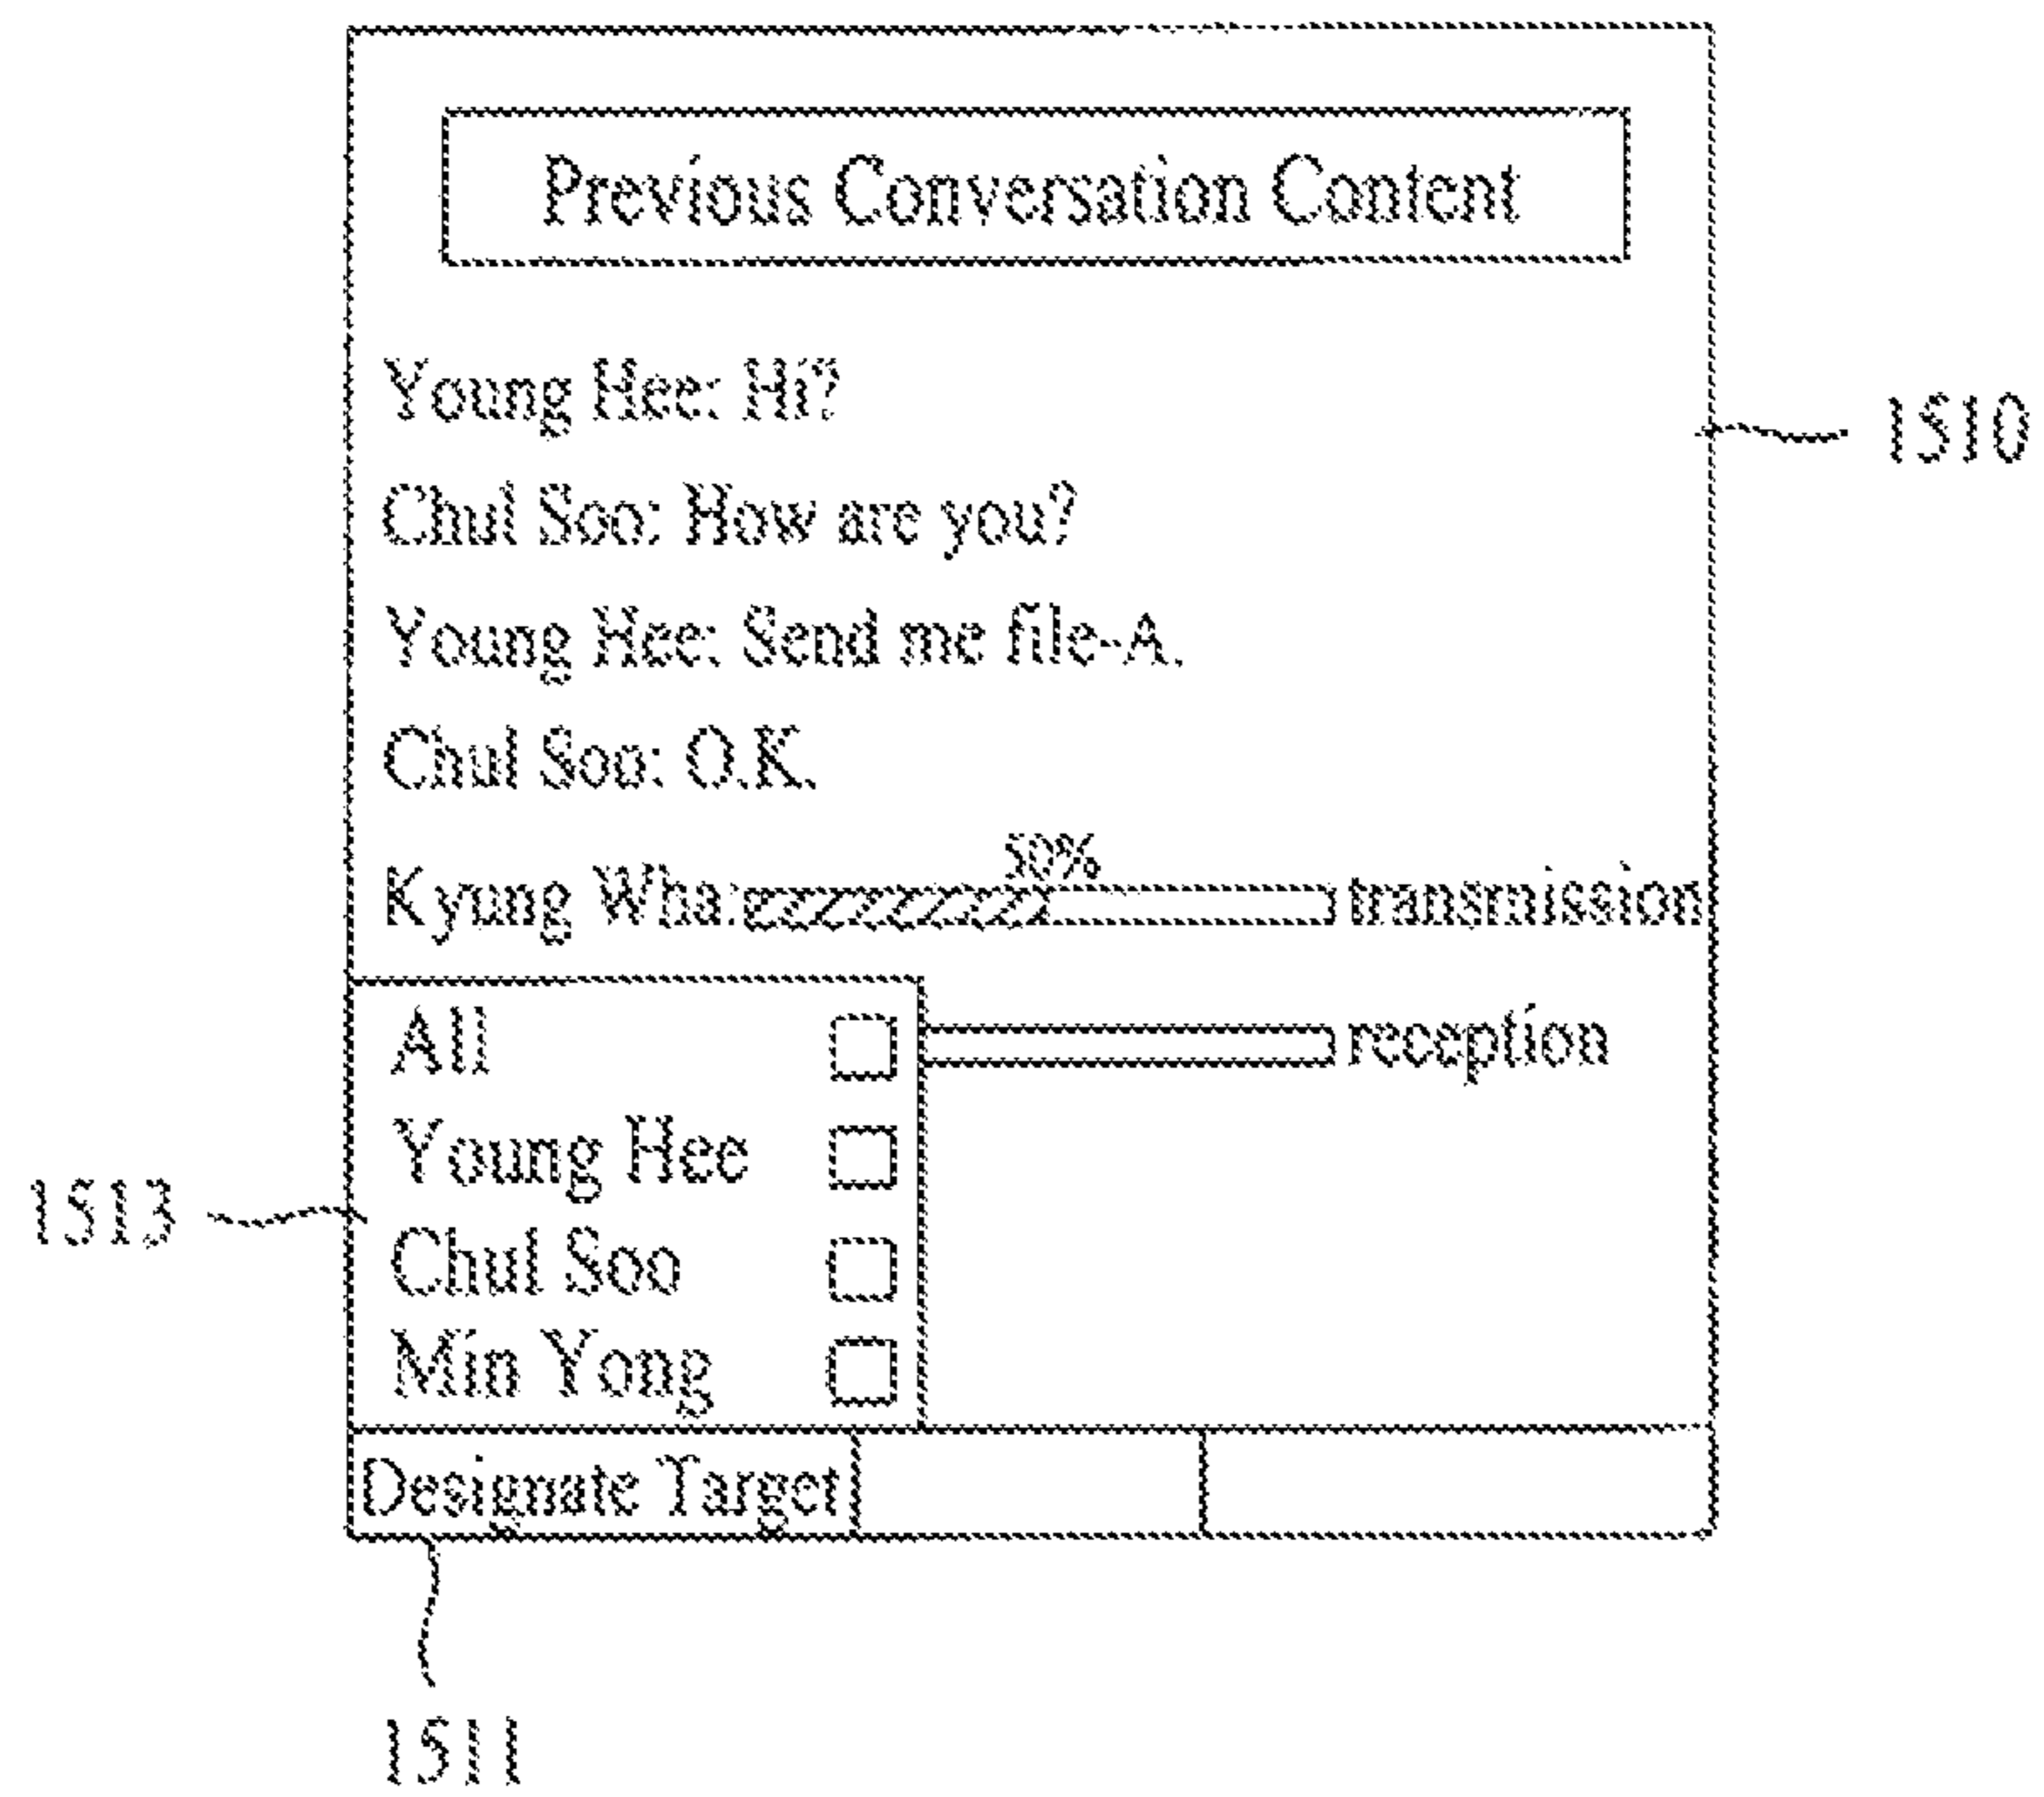 Previous Conversation Content
Young Hee: Hi?
1510
Chul Soo: How are you?
Young Hee: Send me file-A.
Chul Soo: O.K.
50%
Kyung Wha: transmission
All reception
Young Hee
1513
Chul Soo
Min Yong
Designate Target
1511